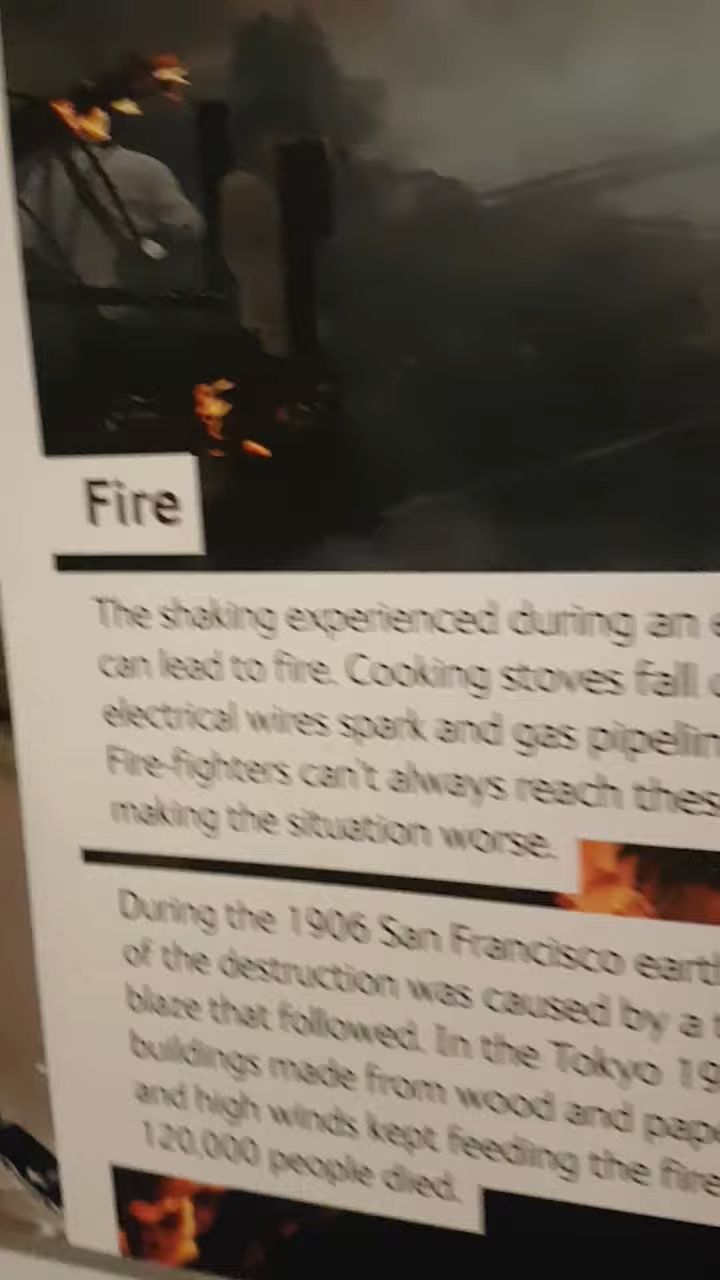 Fire
The shaking experienced during an
can lead to fire. Cooking stoves fall
electrical wires spark and gas
Fire-fighters can't always reach
making the situation worse.
During the 1906 San Francisco
of the destruction was caused by a
blaze that followed. In the Tokyo
buildings made from wood and
and high winds kept feeding the fire
120,000 people died.